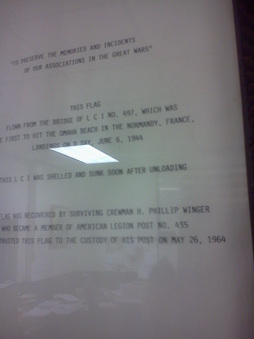 "TO PRESERVE THE MEMORIES AND INCIDENTS
OF OUR ASSOCIATIONS IN THE GREAT WARS"
THIS FLAG
FLOWN FROM THE BRIDGE OF L C I NO. 497, WHICH WAS
FIRST TO HIT THE OMAHA BEACH IN THE NORMANDY, FRANCE,
LANDINGS ON D DAY, JUNE 6, 1944
THIS L C I WAS SHELLED AND SUNK SOON AFTER UNLOADING
FLAG WAS RECOVERED BY SURVIVING CREWMAN H. PHILLIP WINGER
WHO BECAME A MEMBER OF AMERICAN LEGION POST NO. 435
THIS FLAG TO THE CUSTODY OF HIS POST ON MAY 26, 1964